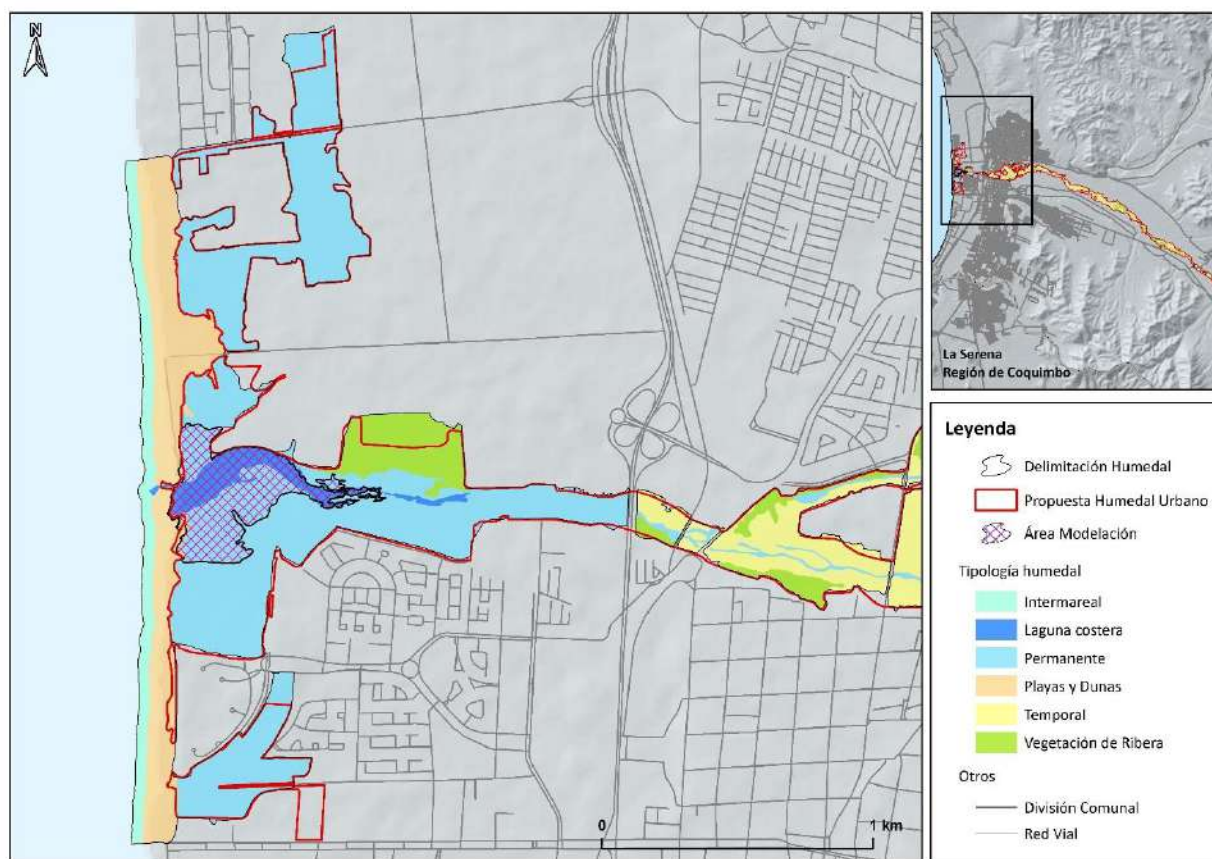 N
0
1 km
La Serena
Región de Coquimbo
Leyenda
Delimitación Humedal
Propuesta Humedal Urbano
Área Modelación
Tipología humedal
Intermareal
Laguna costera
Permanente
Playas y Dunas
Temporal
Vegetación de Ribera
Otros
División Comunal
Red Vial